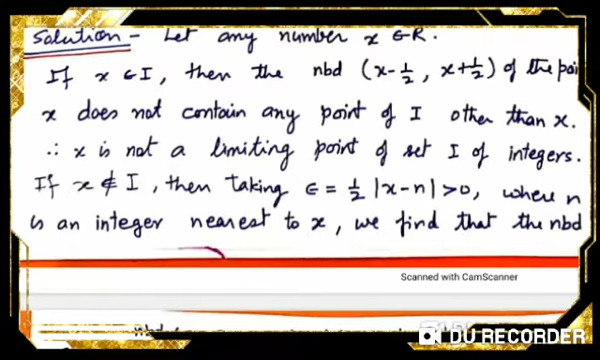 Solution - Let any number x ∈ R.
If x ∈ I, then the nbd (x-½, x+½) of the poi
x does not contain any point of I other than x.
∴ x is not a limiting point of set I of integers.
If x ∉ I, then taking ∈ = ½ |x-n| >0, where n
is an integer nearest to x, we find that the nbd
Scanned with CamScanner
nbd
DU RECORDER